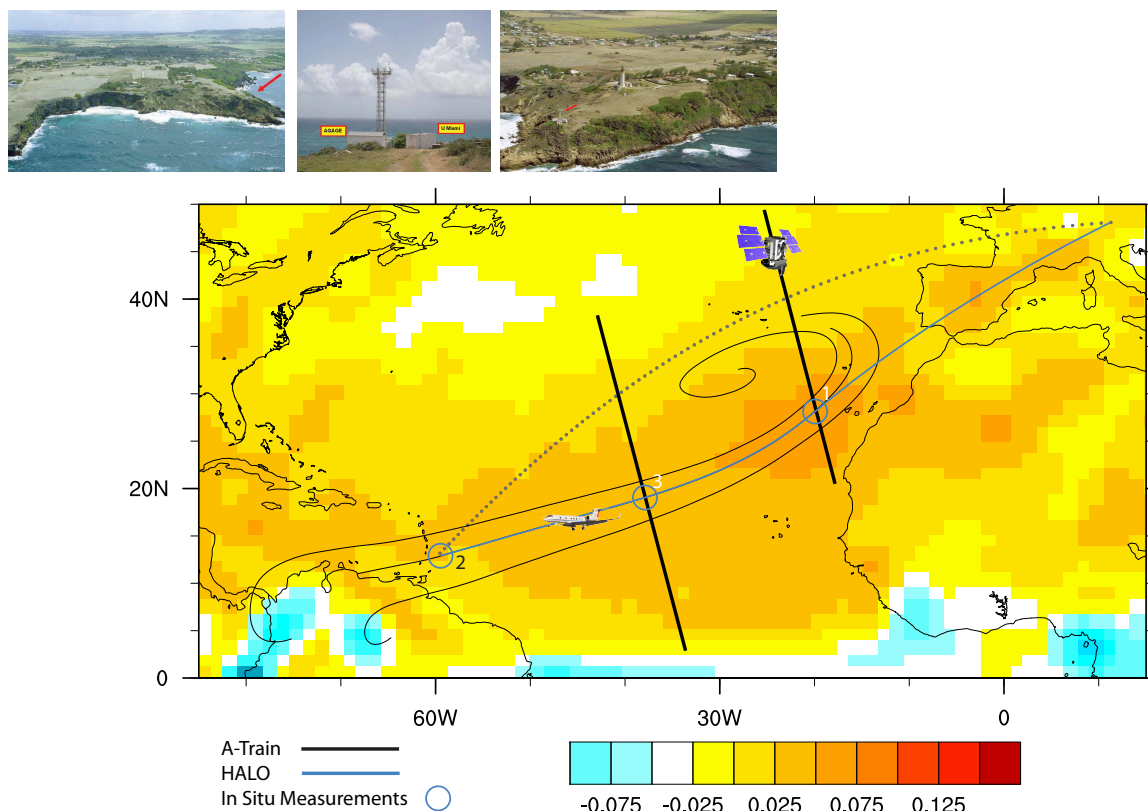 AGAGE
U Miami
40N
20N
0
1
3
2
60W
30W
0
A-Train
HALO
In Situ Measurements
-0.075 -0.025 0.025 0.075 0.125